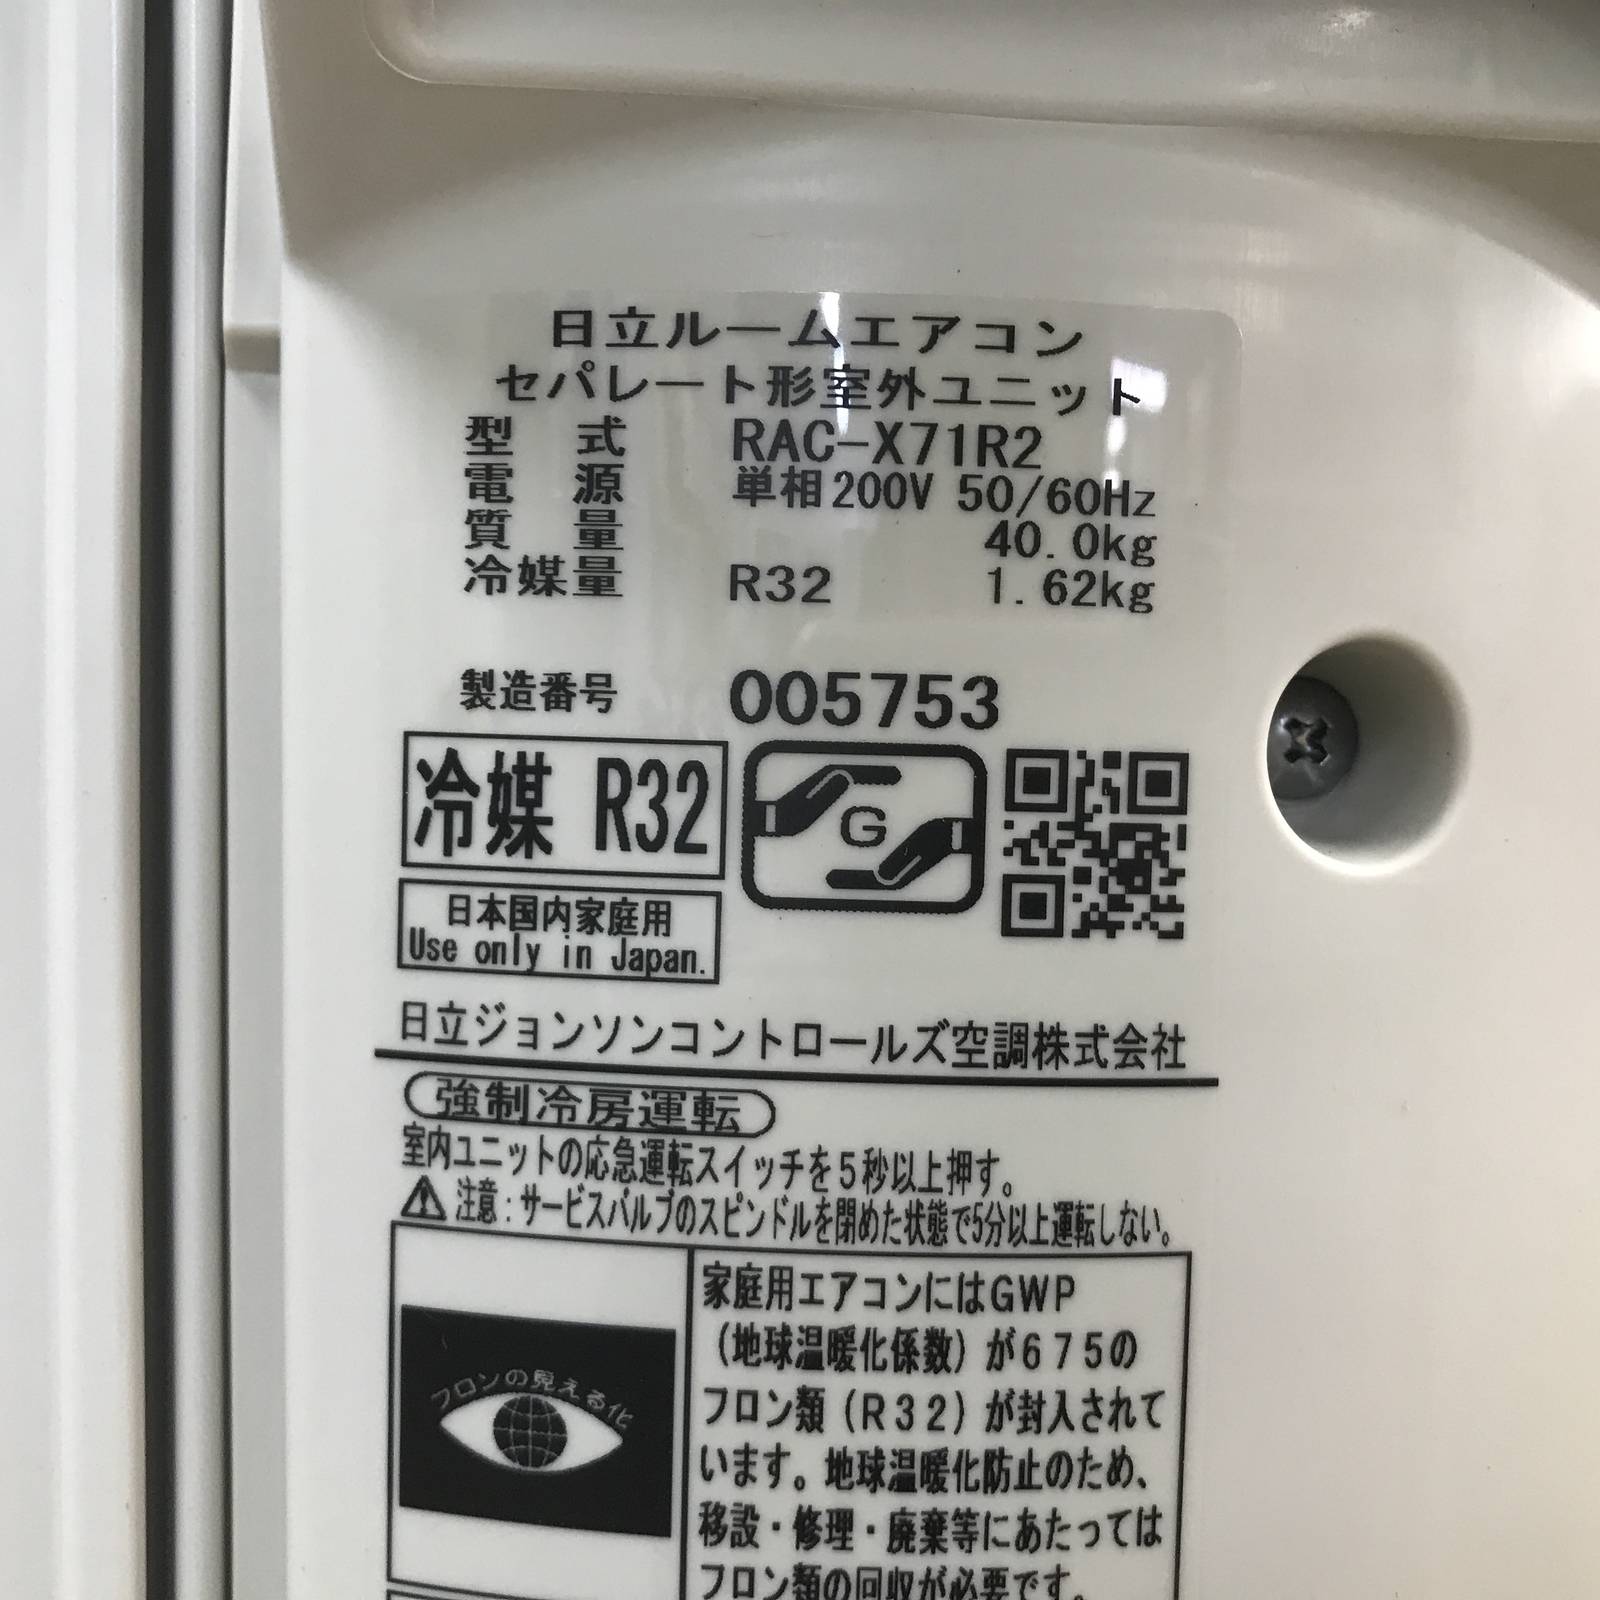 日立ルームエアコン
セパレート形室外ユニット
型式 RAC-X71R2
電源 単相200V 50/60Hz
質量 40.0kg
冷媒量 R32 1.62kg
製造番号 005753
冷媒 R32
G
日本国内家庭用
Use only in Japan.
日立ジョンソンコントロールズ空調株式会社
強制冷房運転
室内ユニットの応急運転スイッチを5秒以上押す。
注意:サービスバルブのスピンドルを閉めた状態で5分以上運転しない。
フロンの見える化
家庭用エアコンにはGWP
(地球温暖化係数)が675の
フロン類(R32)が封入されて
います。地球温暖化防止のため、
移設・修理・廃棄等にあたっては
フロン類の回収が必要です。